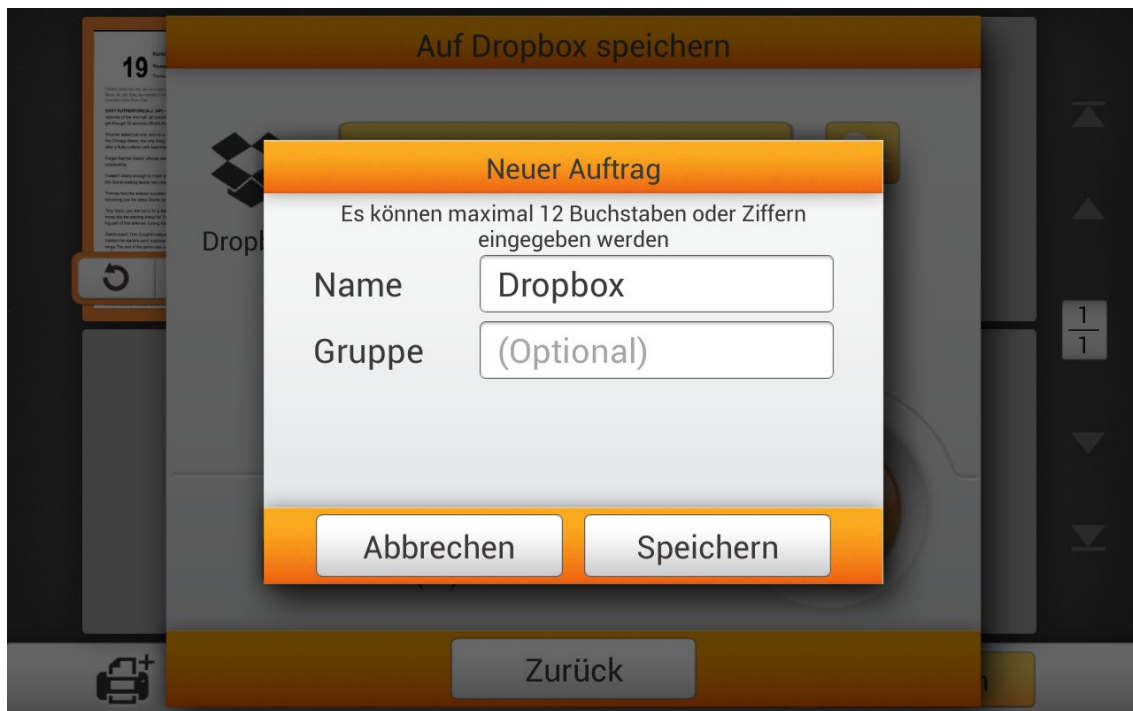 Auf Dropbox speichern
19
Neuer Auftrag
Es können maximal 12 Buchstaben oder Ziffern
eingegeben werden
Name
Dropbox
Gruppe
(Optional)
1
1
Abbrechen
Speichern
Zurück